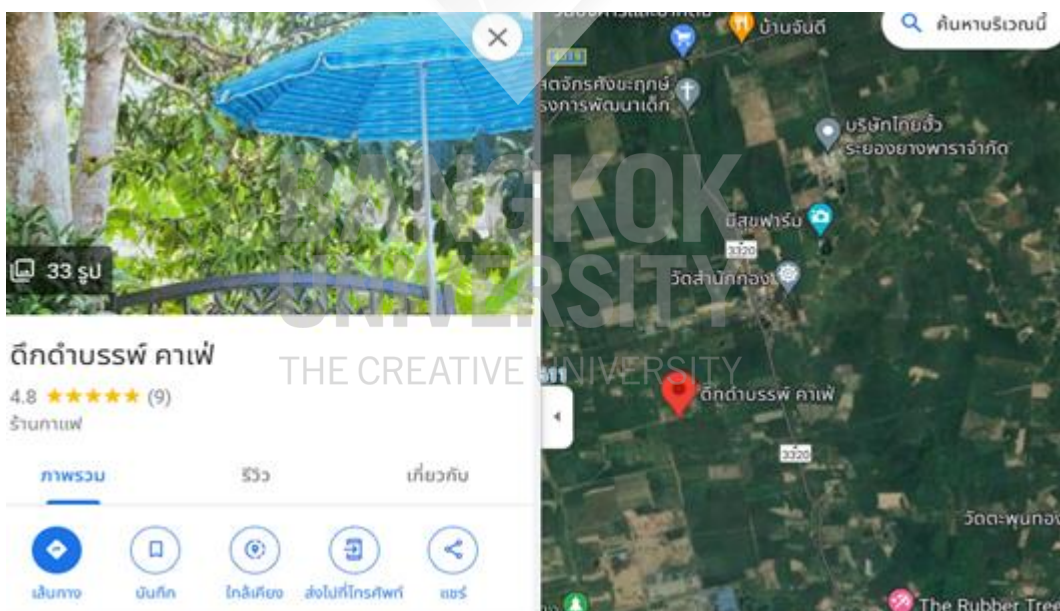 33 รูป
ดึกดำบรรพ์ คาเฟ่
4.8 ★★★★★ (9)
ร้านกาแฟ
ภาพรวม
รีวิว
เกี่ยวกับ
เส้นทาง
บันทึก
ใกล้เคียง
ส่งไปที่โทรศัพท์
แชร์
BANGKOK
UNIVERSITY
THE CREATIVE UNIVERSITY
ค้นหาบริเวณนี้
บ้านจันดี
บริษัทไทยฮั้ว
ระยองยางพาราจำกัด
มีสุขฟาร์ม
3320
วัดสำนักกอง
ดึกดำบรรพ์ คาเฟ่
3320
วัดตะพุนทอง
The Rubber Tre